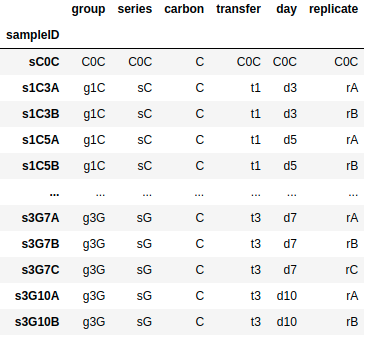 group series carbon transfer day replicate
sampleID
sC0C C0C C0C C C0C C0C C0C
s1C3A g1C sC C t1 d3 rA
s1C3B g1C sC C t1 d3 rB
s1C5A g1C sC C t1 d5 rA
s1C5B g1C sC C t1 d5 rB
... ... ... ... ... ... ...
s3G7A g3G sG C t3 d7 rA
s3G7B g3G sG C t3 d7 rB
s3G7C g3G sG C t3 d7 rC
s3G10A g3G sG C t3 d10 rA
s3G10B g3G sG C t3 d10 rB